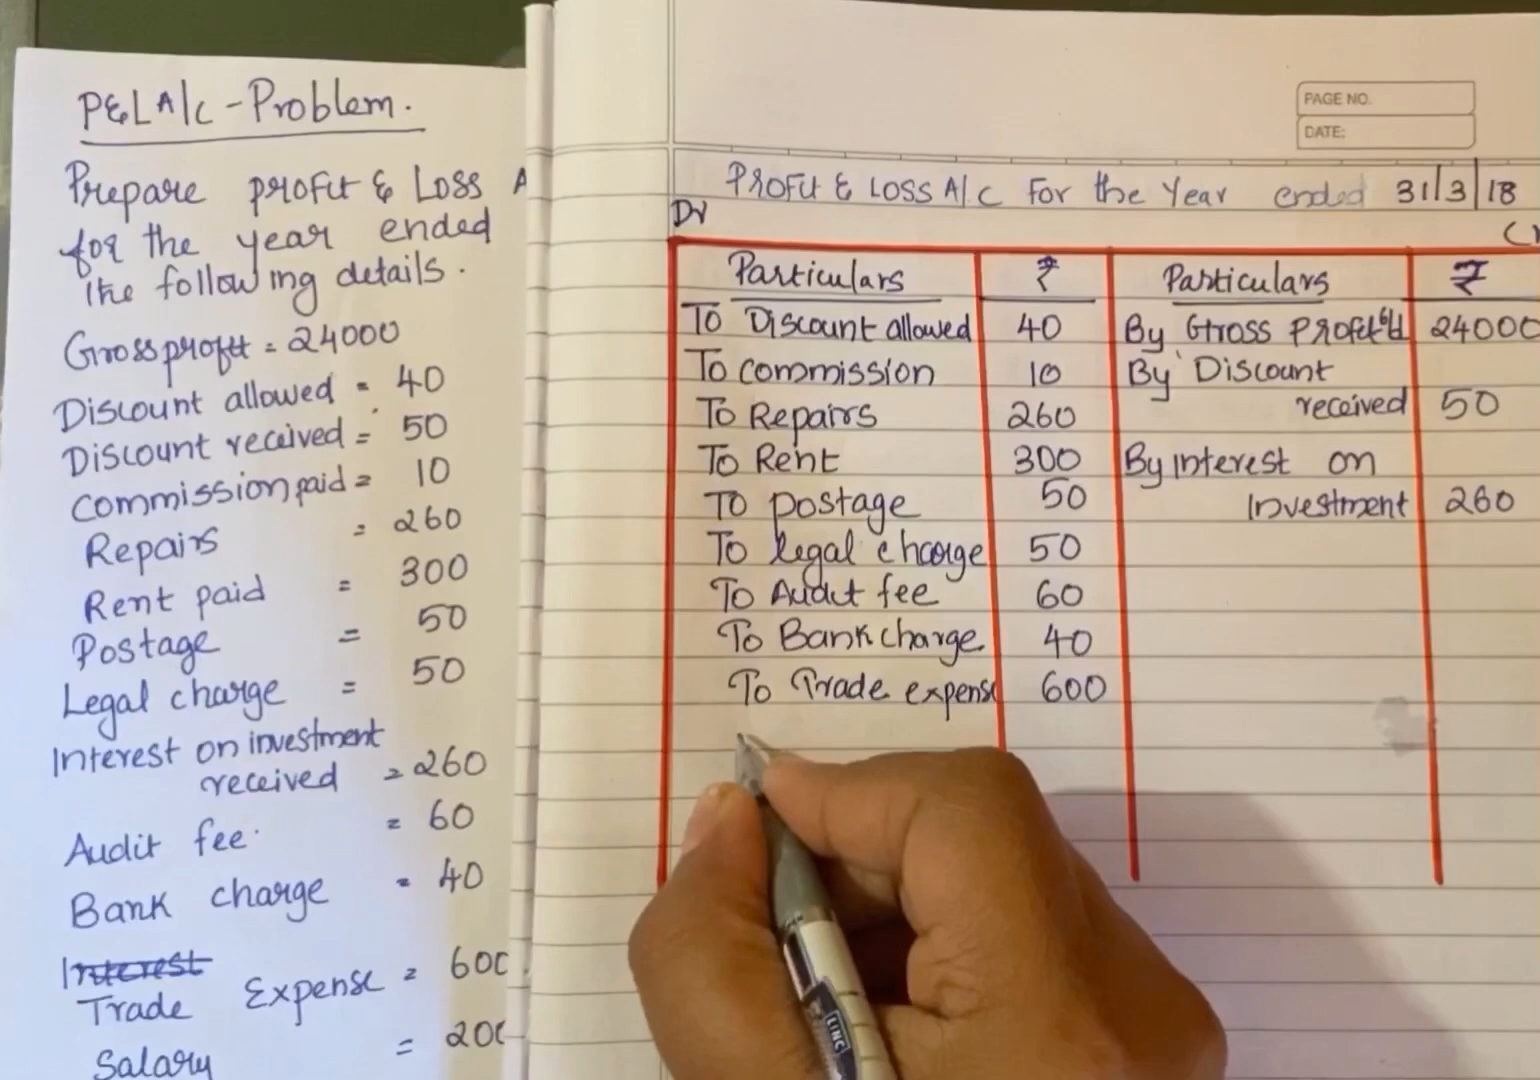 P&L A/c - Problem.
Prepare profit & Loss A
for the year ended
the following details.
Gross profit = 24000
Discount allowed = 40
Discount received = 50
Commission paid = 10
Repairs = 260
Rent paid = 300
Postage = 50
Legal charge = 50
Interest on investment
received = 260
Audit fee = 60
Bank charge = 40
Interest
Trade Expense = 600
Salary = 200
PAGE NO.
DATE:
Profit & Loss A/c For the Year ended 31/3/18
Dr
Particulars ₹ Particulars ₹
To Discount allowed 40 By Gross Profit b/d 24000
To Commission 10 By Discount
To Repairs 260 received 50
To Rent 300 By Interest on
To Postage 50 Investment 260
To legal charge 50
To Audit fee 60
To Bank charge 40
To Trade expense 600
LINC